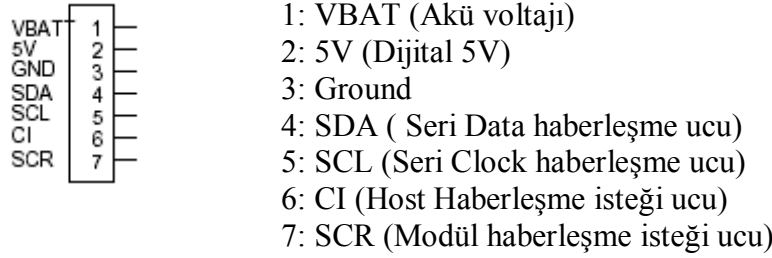 VBAT 1
5V 2
GND 3
SDA 4
SCL 5
CI 6
SCR 7
1: VBAT (Akü voltajı)
2: 5V (Dijital 5V)
3: Ground
4: SDA ( Seri Data haberleşme ucu)
5: SCL (Seri Clock haberleşme ucu)
6: CI (Host Haberleşme isteği ucu)
7: SCR (Modül haberleşme isteği ucu)